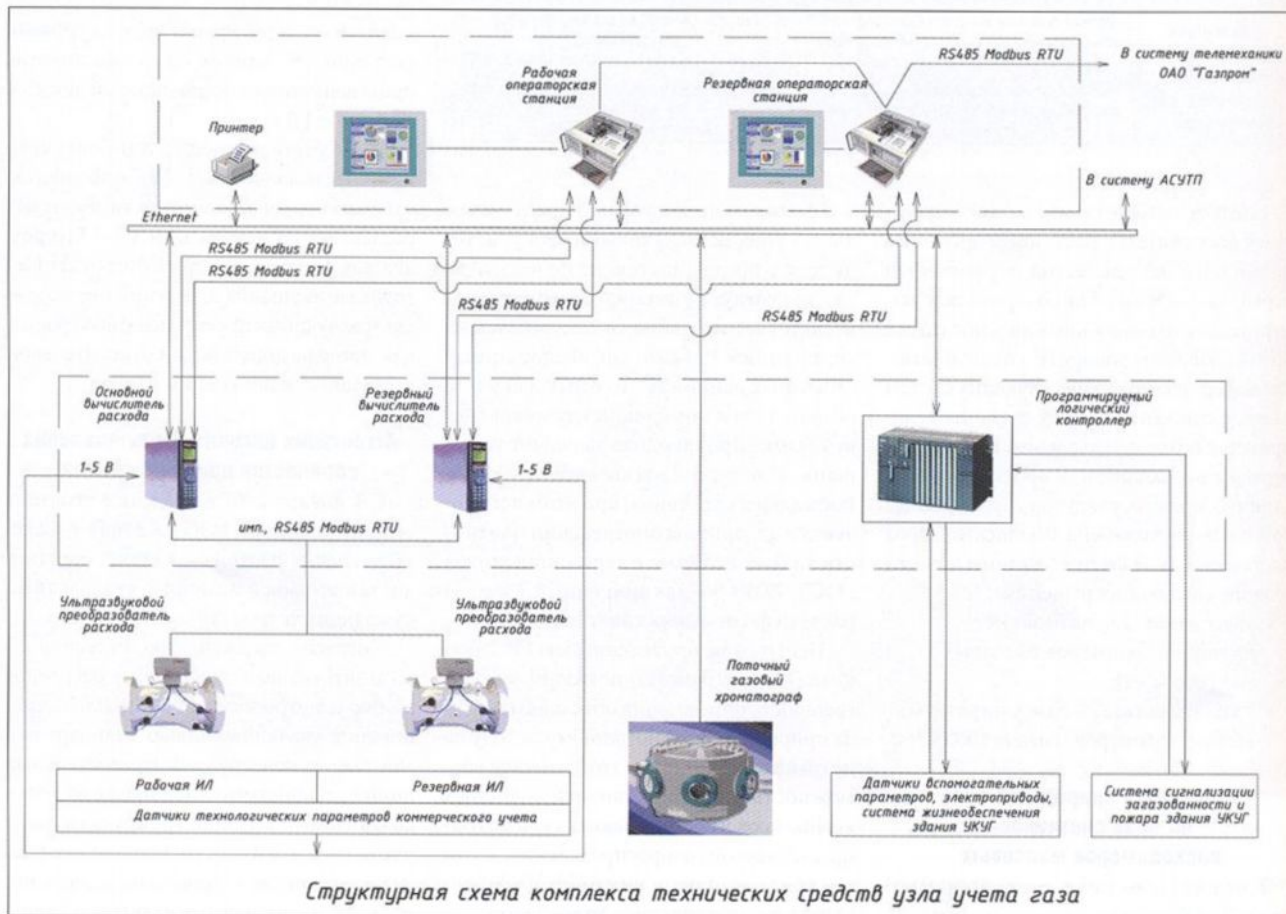 RS485 Modbus RTU
В систему телемеханики
ОАО "Газпром"
Рабочая
операторская
станция
Резервная операторская
станция
Принтер
В систему АСУТП
Ethernet
RS485 Modbus RTU
RS485 Modbus RTU
RS485 Modbus RTU
RS485 Modbus RTU
Основной
вычислитель
расхода
Резервный
вычислитель
расхода
Программируемый
логический
контроллер
1-5 В
1-5 В
имп., RS485 Modbus RTU
Ультразвуковой
преобразователь
расхода
Ультразвуковой
преобразователь
расхода
Поточный
газовый
хроматограф
Рабочая ИЛ
Резервная ИЛ
Датчики технологических параметров коммерческого учета
Датчики вспомогательных
параметров, электроприводы,
система жизнеобеспечения
здания УКУГ
Система сигнализации
загазованности и
пожара здания УКУГ
Структурная схема комплекса технических средств узла учета газа